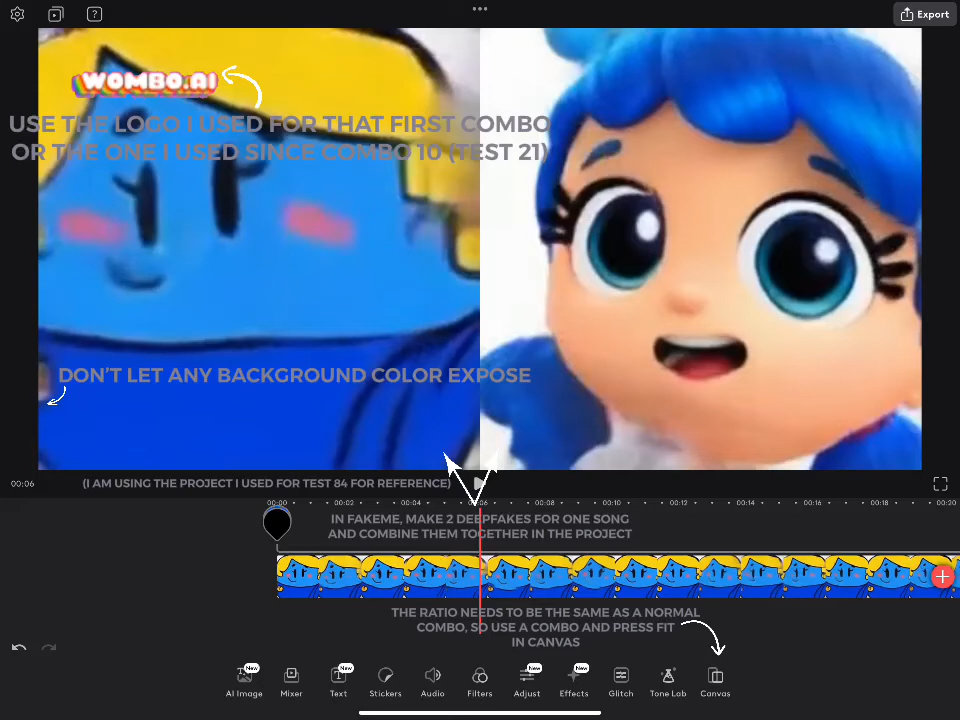 Export
WOMBO.AI
USE THE LOGO I USED FOR THAT FIRST COMBO
OR THE ONE I USED SINCE COMBO 10 (TEST 21)
DON'T LET ANY BACKGROUND COLOR EXPOSE
00:06
(I AM USING THE PROJECT I USED FOR TEST 84 FOR REFERENCE)
00:00 00:02 00:04 00:06 00:08 00:10 00:12 00:14 00:16 00:18 00:20
IN FAKEME, MAKE 2 DEEPFAKES FOR ONE SONG
AND COMBINE THEM TOGETHER IN THE PROJECT
THE RATIO NEEDS TO BE THE SAME AS A NORMAL
COMBO, SO USE A COMBO AND PRESS FIT
IN CANVAS
New New New New
AI Image Mixer Text Stickers Audio Filters Adjust Effects Glitch Tone Lab Canvas